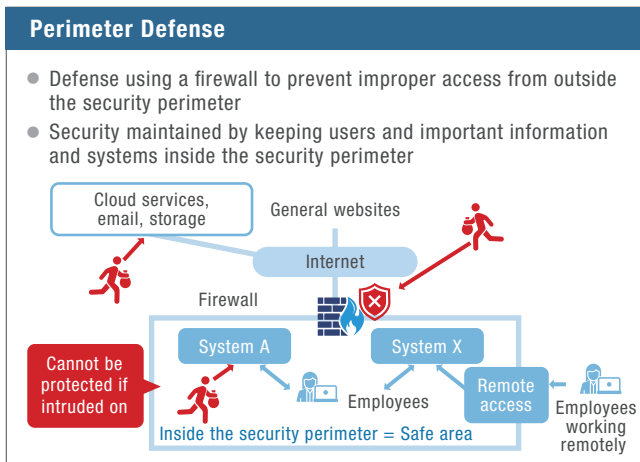 Perimeter Defense
Defense using a firewall to prevent improper access from outside
the security perimeter
Security maintained by keeping users and important information
and systems inside the security perimeter
Cloud services,
email, storage
General websites
Internet
Firewall
System A
System X
Cannot be
protected if
intruded on
Employees
Remote
access
Employees
working
remotely
Inside the security perimeter = Safe area